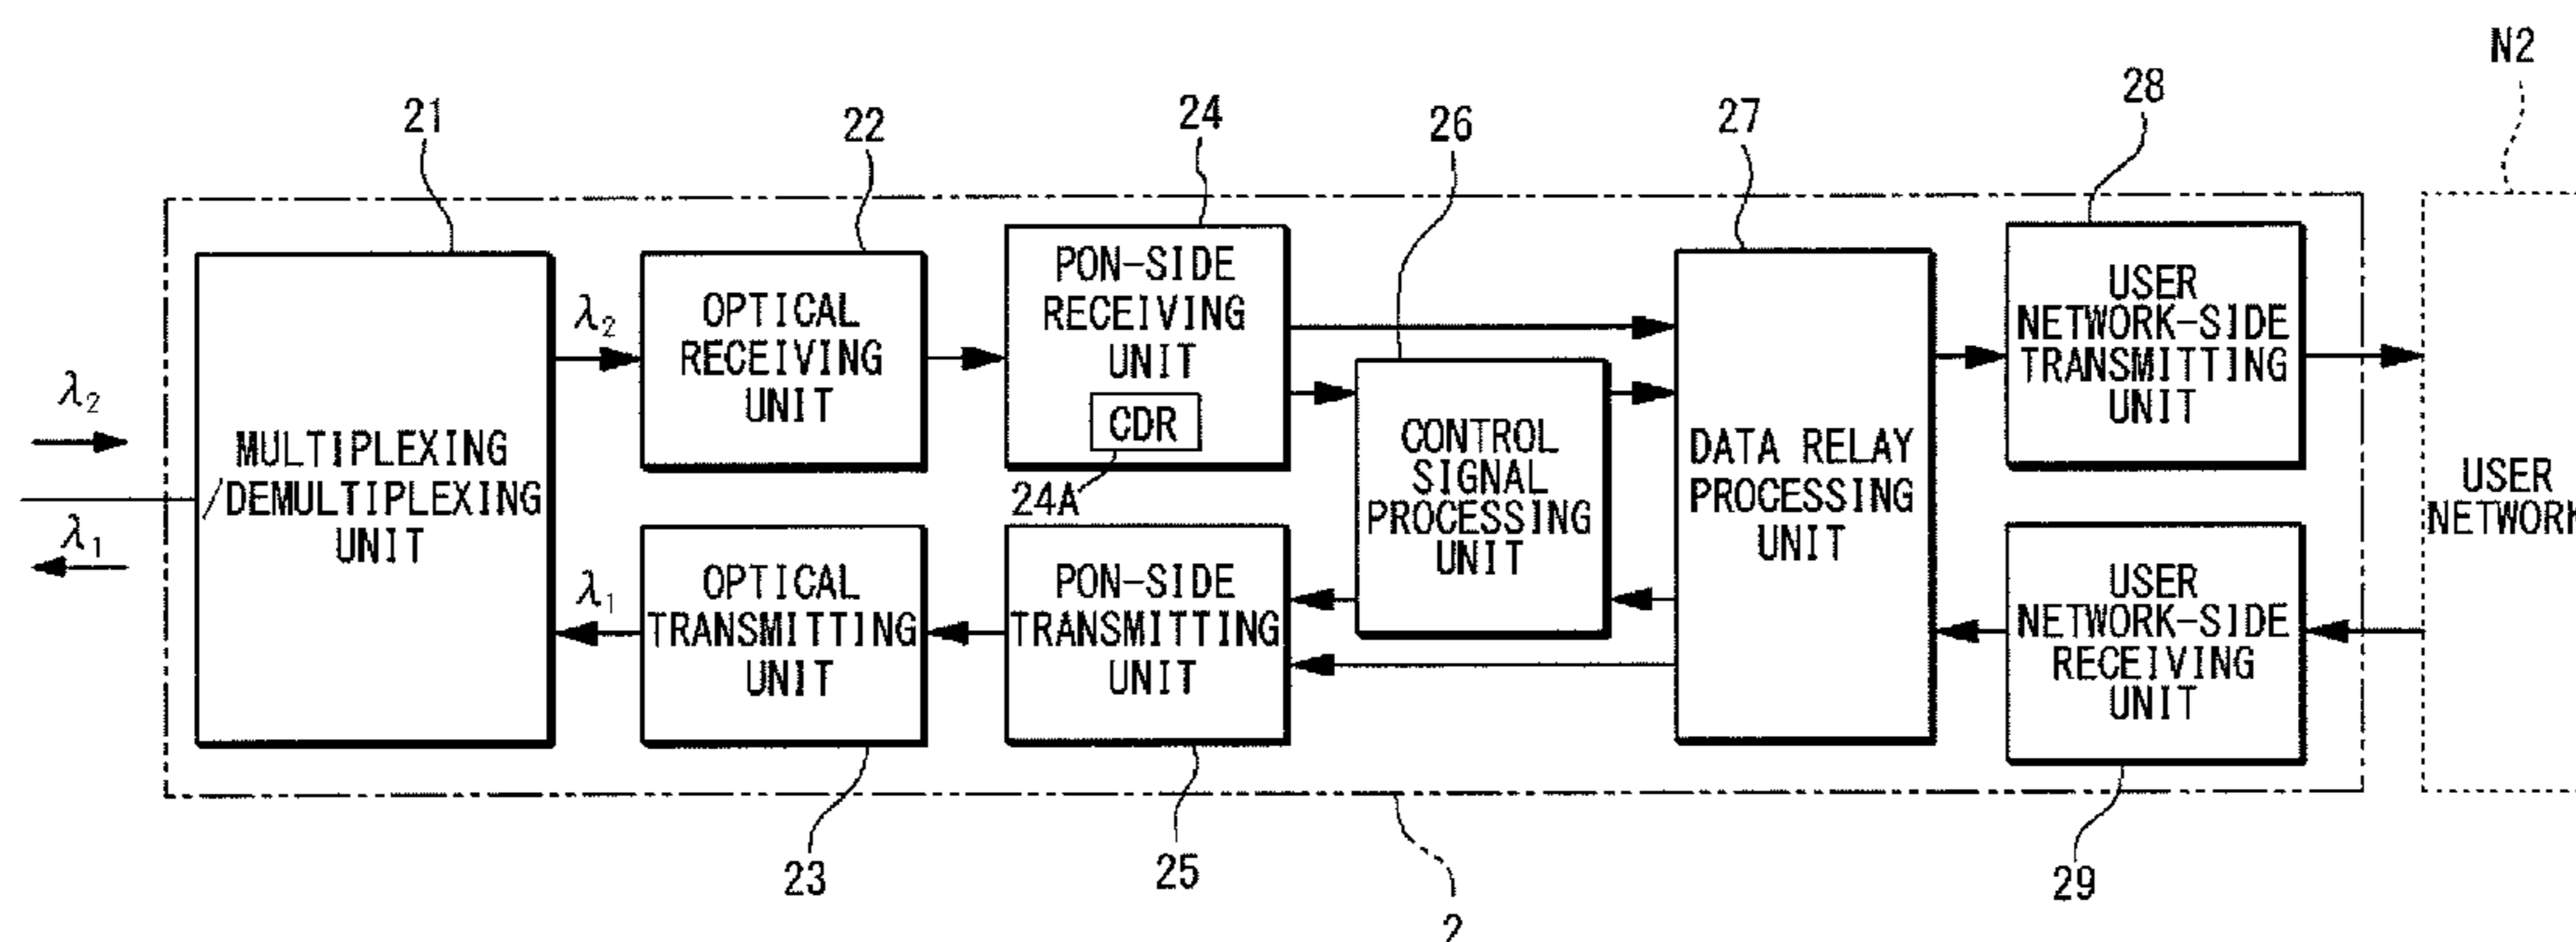 N2
21
22
24
26
27
28
λ2
λ1
MULTIPLEXING
/DEMULTIPLEXING
UNIT
λ2
OPTICAL
RECEIVING
UNIT
PON-SIDE
RECEIVING
UNIT
CDR
24A
CONTROL
SIGNAL
PROCESSING
UNIT
DATA RELAY
PROCESSING
UNIT
USER
NETWORK-SIDE
TRANSMITTING
UNIT
USER
NETWORK
λ1
OPTICAL
TRANSMITTING
UNIT
PON-SIDE
TRANSMITTING
UNIT
USER
NETWORK-SIDE
RECEIVING
UNIT
23
25
2
29